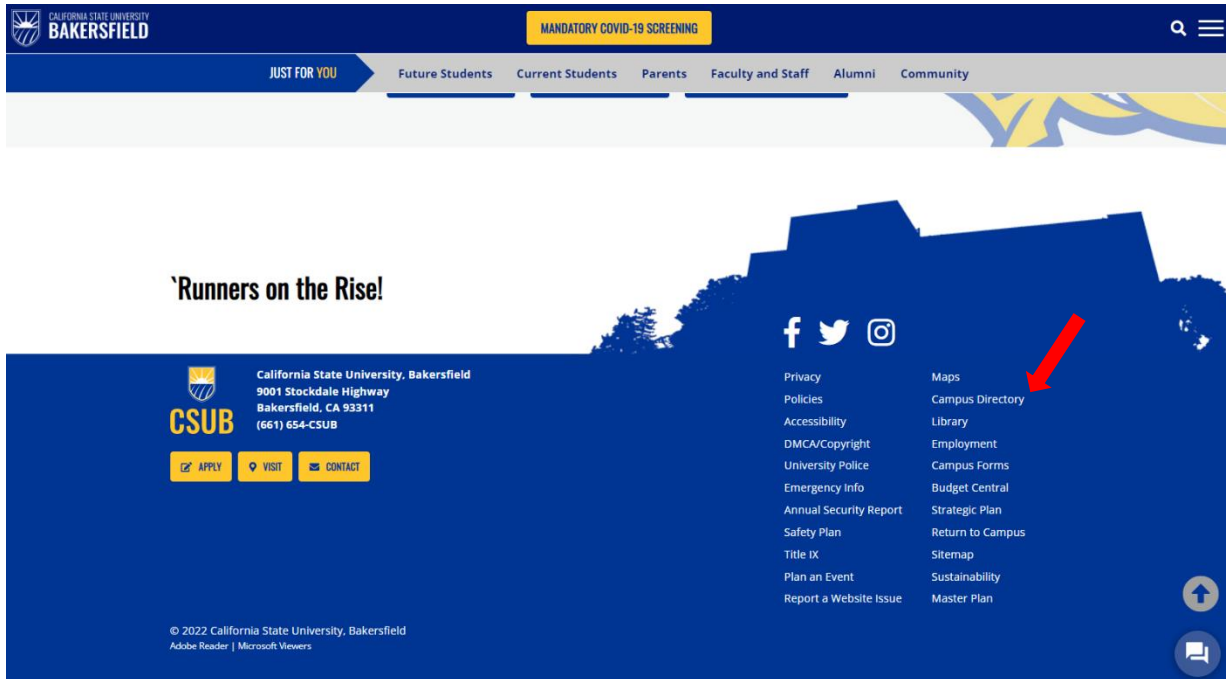 CALIFORNIA STATE UNIVERSITY
BAKERSFIELD
MANDATORY COVID-19 SCREENING
JUST FOR YOU
Future Students
Current Students
Parents
Faculty and Staff
Alumni
Community
`Runners on the Rise!
CSUB
California State University, Bakersfield
9001 Stockdale Highway
Bakersfield, CA 93311
(661) 654-CSUB
APPLY
VISIT
CONTACT
Privacy
Policies
Accessibility
DMCA/Copyright
University Police
Emergency Info
Annual Security Report
Safety Plan
Title IX
Plan an Event
Report a Website Issue
Maps
Campus Directory
Library
Employment
Campus Forms
Budget Central
Strategic Plan
Return to Campus
Sitemap
Sustainability
Master Plan
© 2022 California State University, Bakersfield
Adobe Reader | Microsoft Viewers